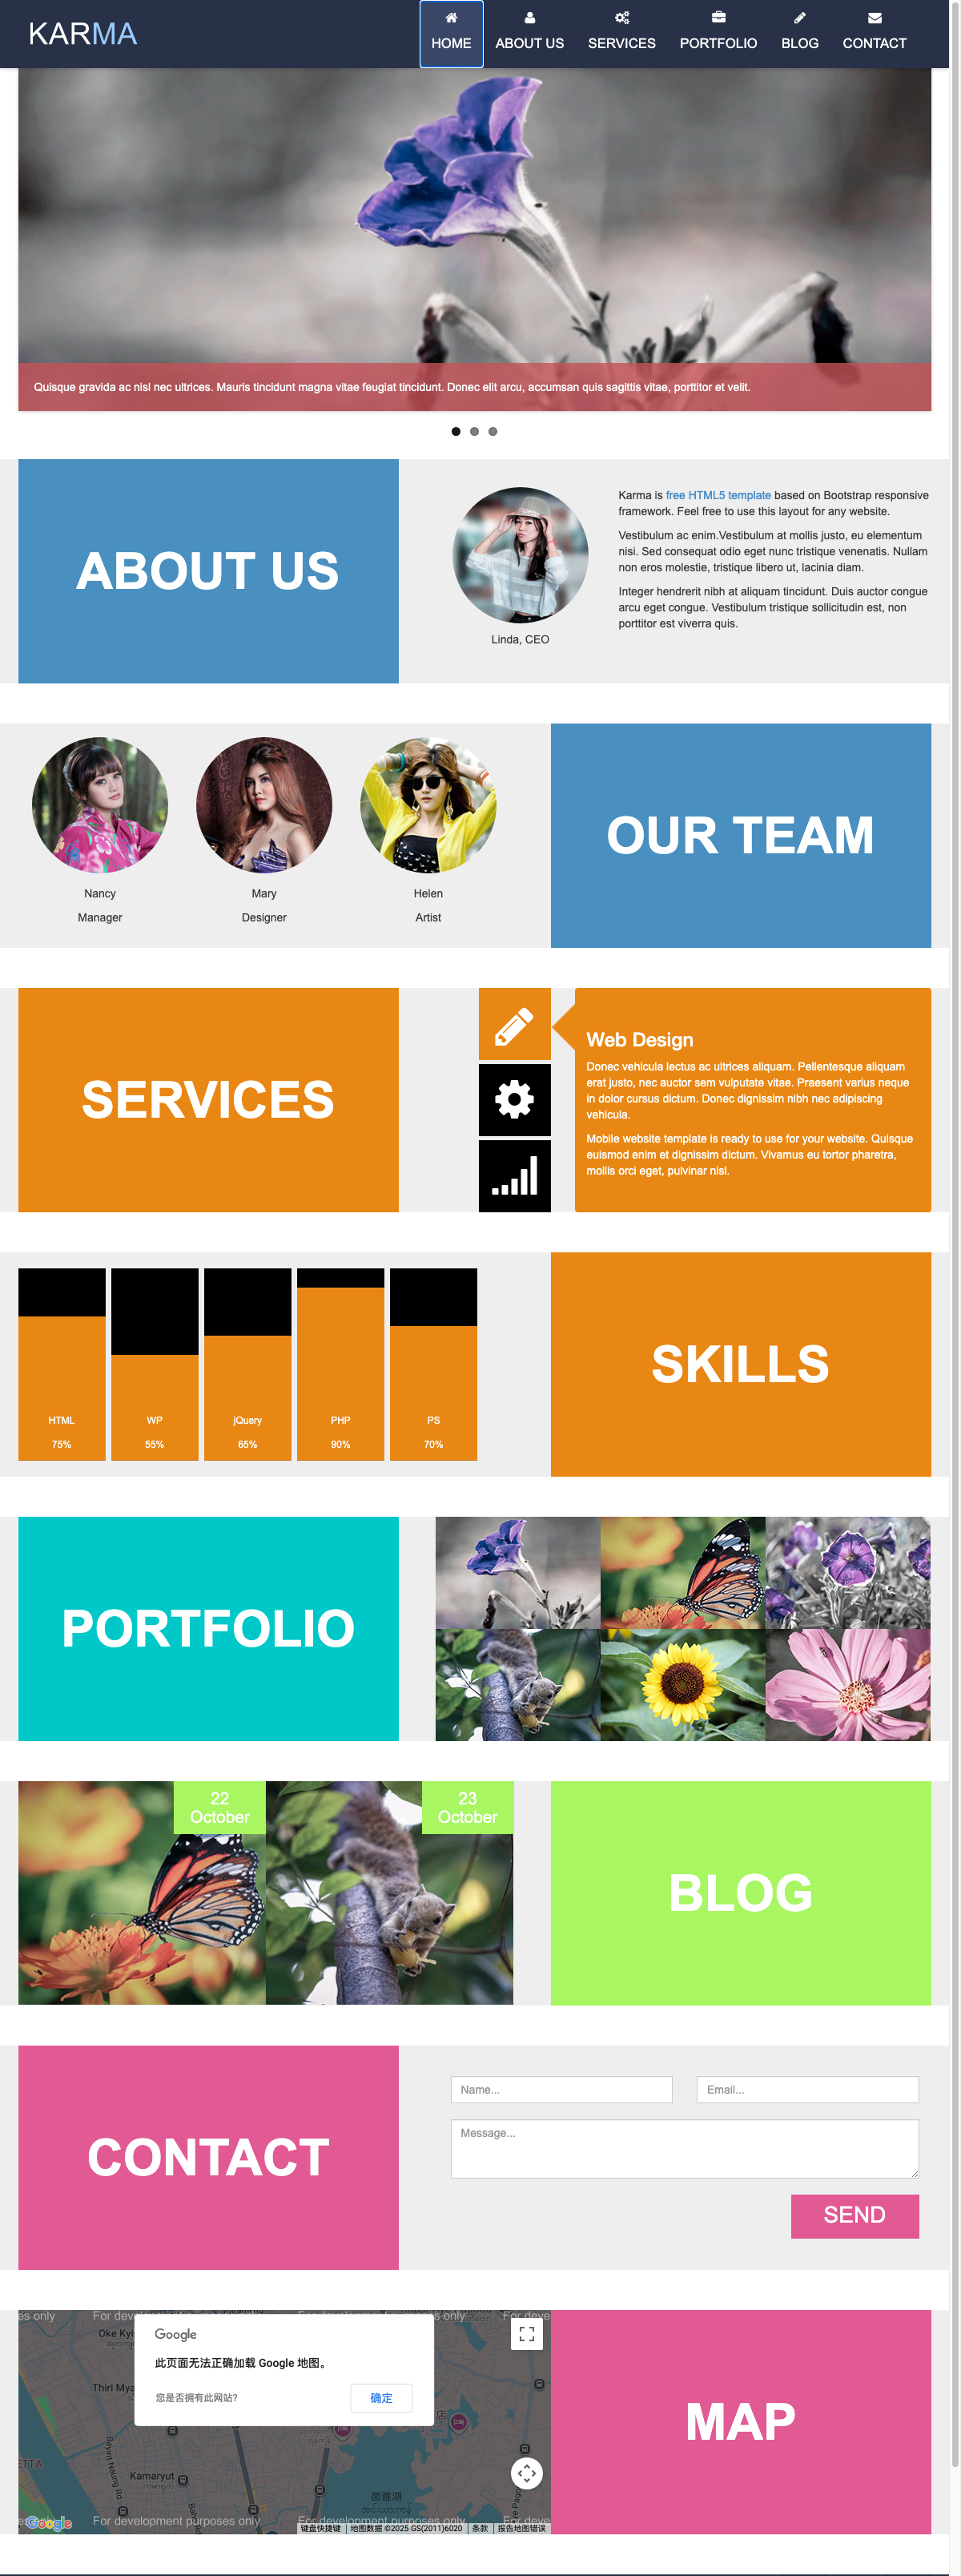 KARMA
HOME
ABOUT US
SERVICES
PORTFOLIO
BLOG
CONTACT
Quisque gravida ac nisl nec ultrices. Mauris tincidunt magna vitae feugiat tincidunt. Donec elit arcu, accumsan quis sagittis vitae, porttitor et velit.
ABOUT US
Linda, CEO
Karma is free HTML5 template based on Bootstrap responsive
framework. Feel free to use this layout for any website.
Vestibulum ac enim.Vestibulum at mollis justo, eu elementum
nisi. Sed consequat odio eget nunc tristique venenatis. Nullam
non eros molestie, tristique libero ut, lacinia diam.
Integer hendrerit nibh at aliquam tincidunt. Duis auctor congue
arcu eget congue. Vestibulum tristique sollicitudin est, non
porttitor est viverra quis.
Nancy
Manager
Mary
Designer
Helen
Artist
OUR TEAM
SERVICES
Web Design
Donec vehicula lectus ac ultrices aliquam. Pellentesque aliquam
erat justo, nec auctor sem vulputate vitae. Praesent varius neque
in dolor cursus dictum. Donec dignissim nibh nec adipiscing
vehicula.
Mobile website template is ready to use for your website. Quisque
euismod enim et dignissim dictum. Vivamus eu tortor pharetra,
mollis orci eget, pulvinar nisl.
HTML
75%
WP
55%
jQuery
65%
PHP
90%
PS
70%
SKILLS
PORTFOLIO
22
October
23
October
BLOG
CONTACT
Name...
Email...
Message...
SEND
es only
Oke Kyi
Thiri Mya
Google
此页面无法正确加载 Google 地图。
您是否拥有此网站?
确定
Bayint Naung Rd
Kamaryut
茵雅湖
For development purposes only
For development purposes only
Google
键盘快捷键
地图数据 ©2025 GS(2011)6020
条款
报告地图错误
MAP